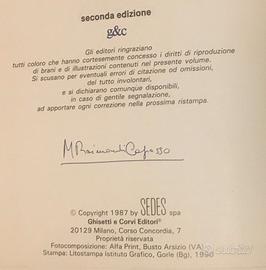 seconda edizione
g&c
Gli editori ringraziano
tutti coloro che hanno cortesemente concesso i diritti di riproduzione
di brani e di illustrazioni contenuti nel presente volume.
Si scusano per eventuali errori di citazione od omissioni,
del tutto involontari,
e si dichiarano comunque disponibili,
in caso di gentile segnalazione,
ad apportare ogni correzione nella prossima ristampa.
© Copyright 1987 by SEDES spa
Ghisetti e Corvi Editori®
20129 Milano, Corso Concordia, 7
Proprietà riservata
Fotocomposizione: Alfa Print, Busto Arsizio (VA)
Stampa: Litostampa Istituto Grafico, Gorle (Bg), 1990